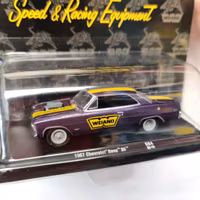 Speed & Racing Equipment
WEIAND
1967 Chevrolet Nova SS